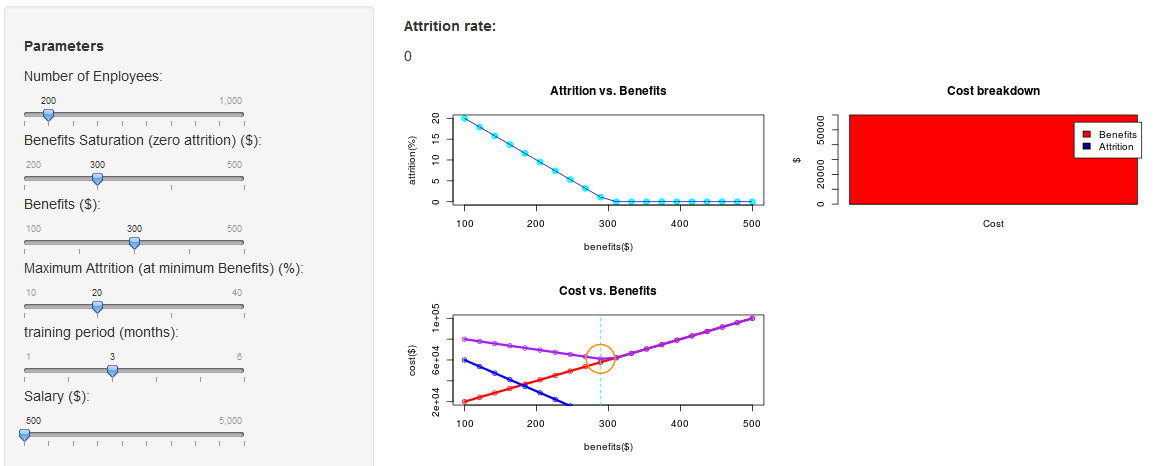 Parameters
Number of Enployees:
200 1,000
Benefits Saturation (zero attrition) ($):
200 300 500
Benefits ($):
100 300 500
Maximum Attrition (at minimum Benefits) (%):
10 20 40
training period (months):
1 3 6
Salary ($):
500 5,000
Attrition rate:
0
Attrition vs. Benefits
attrition(%)
0 5 10 15 20
100 200 300 400 500
benefits($)
Cost breakdown
$
0 20000 50000
Benefits
Attrition
Cost
Cost vs. Benefits
cost($)
2e+04 6e+04 1e+05
100 200 300 400 500
benefits($)